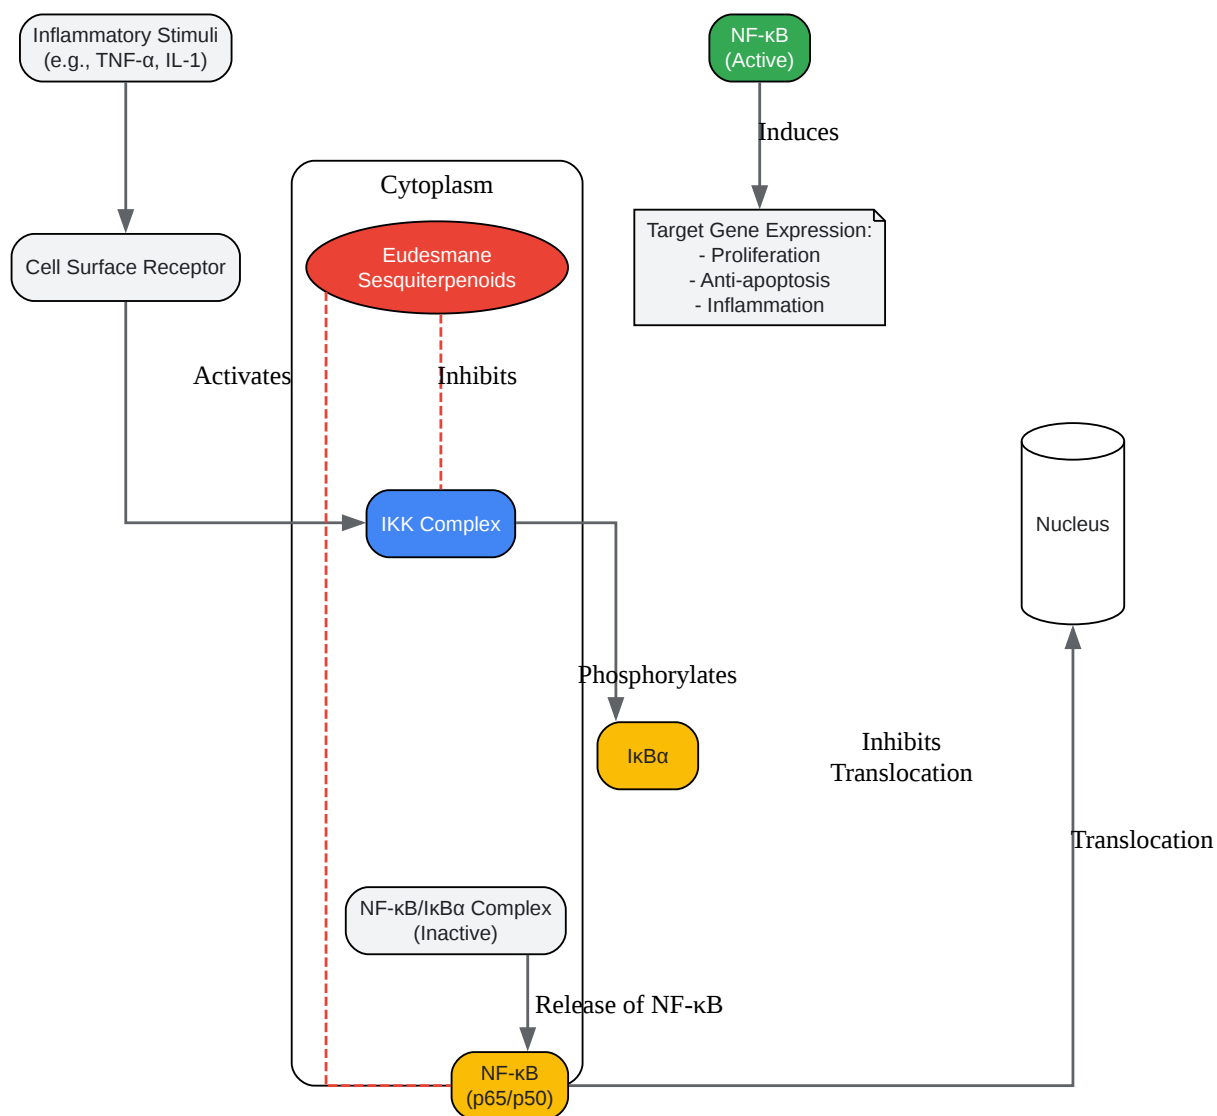 Inflammatory Stimuli
(e.g., TNF-α, IL-1)
NF-κB
(Active)
Induces
Cytoplasm
Target Gene Expression:
- Proliferation
- Anti-apoptosis
- Inflammation
Eudesmane
Sesquiterpenoids
Cell Surface Receptor
Activates
Inhibits
IKK Complex
Nucleus
Phosphorylates
IκBα
Inhibits
Translocation
Translocation
NF-κB/IκBα Complex
(Inactive)
Release of NF-κB
NF-κB
(p65/p50)